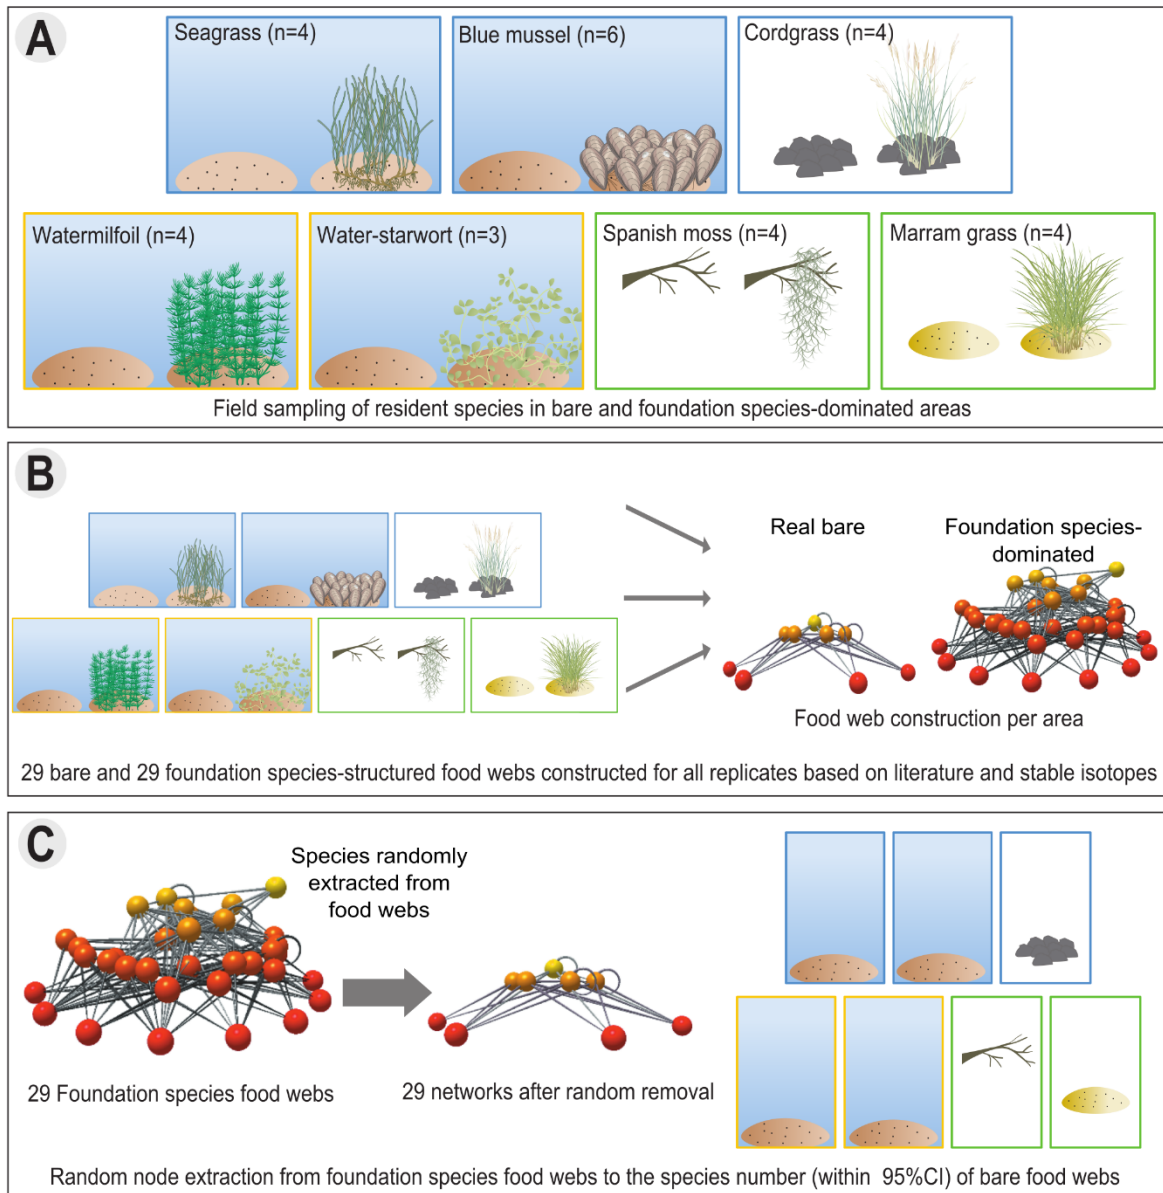 A
Seagrass (n=4)
Blue mussel (n=6)
Cordgrass (n=4)
Watermilfoil (n=4)
Water-starwort (n=3)
Spanish moss (n=4)
Marram grass (n=4)
Field sampling of resident species in bare and foundation species-dominated areas
B
Real bare
Foundation species-
dominated
Food web construction per area
29 bare and 29 foundation species-structured food webs constructed for all replicates based on literature and stable isotopes
C
Species randomly
extracted from
food webs
29 Foundation species food webs
29 networks after random removal
Random node extraction from foundation species food webs to the species number (within 95%CI) of bare food webs